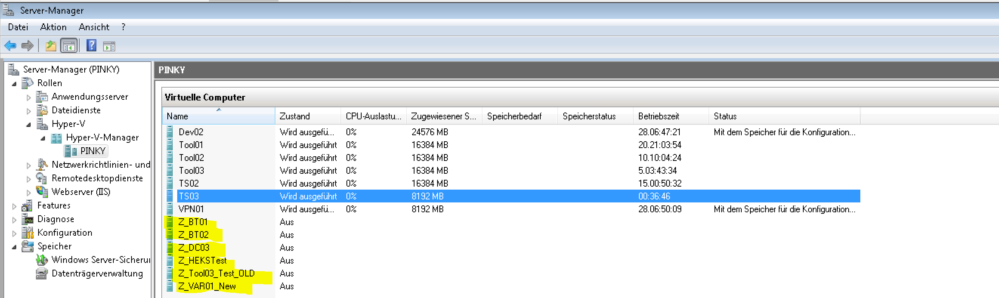 Server-Manager
Datei Aktion Ansicht ?
Server-Manager (PINKY)
Rollen
Anwendungsserver
Dateidienste
Hyper-V
Hyper-V-Manager
PINKY
Netzwerkrichtlinien- und
Remotedesktopdienste
Webserver (IIS)
Features
Diagnose
Konfiguration
Speicher
Windows Server-Sicheru
Datenträgerverwaltung
PINKY
Virtuelle Computer
Name Zustand CPU-Auslastu... Zugewiesener S... Speicherbedarf Speicherstatus Betriebszeit Status
Dev02 Wird ausgefü... 0% 24576 MB 28.06:47:21 Mit dem Speicher für die Konfiguration...
Tool01 Wird ausgeführt 0% 16384 MB 20.21:03:54
Tool02 Wird ausgeführt 0% 16384 MB 10.10:04:24
Tool03 Wird ausgeführt 0% 16384 MB 5.03:43:34
TS02 Wird ausgeführt 0% 16384 MB 15.00:50:32
TS03 Wird ausgeführt 0% 8192 MB 00:36:46
VPN01 Wird ausgefü... 0% 8192 MB 28.06:50:09 Mit dem Speicher für die Konfiguration...
Z_BT01 Aus
Z_BT02 Aus
Z_DC03 Aus
Z_HEKSTest Aus
Z_Tool03_Test_OLD Aus
Z_VAR01_New Aus